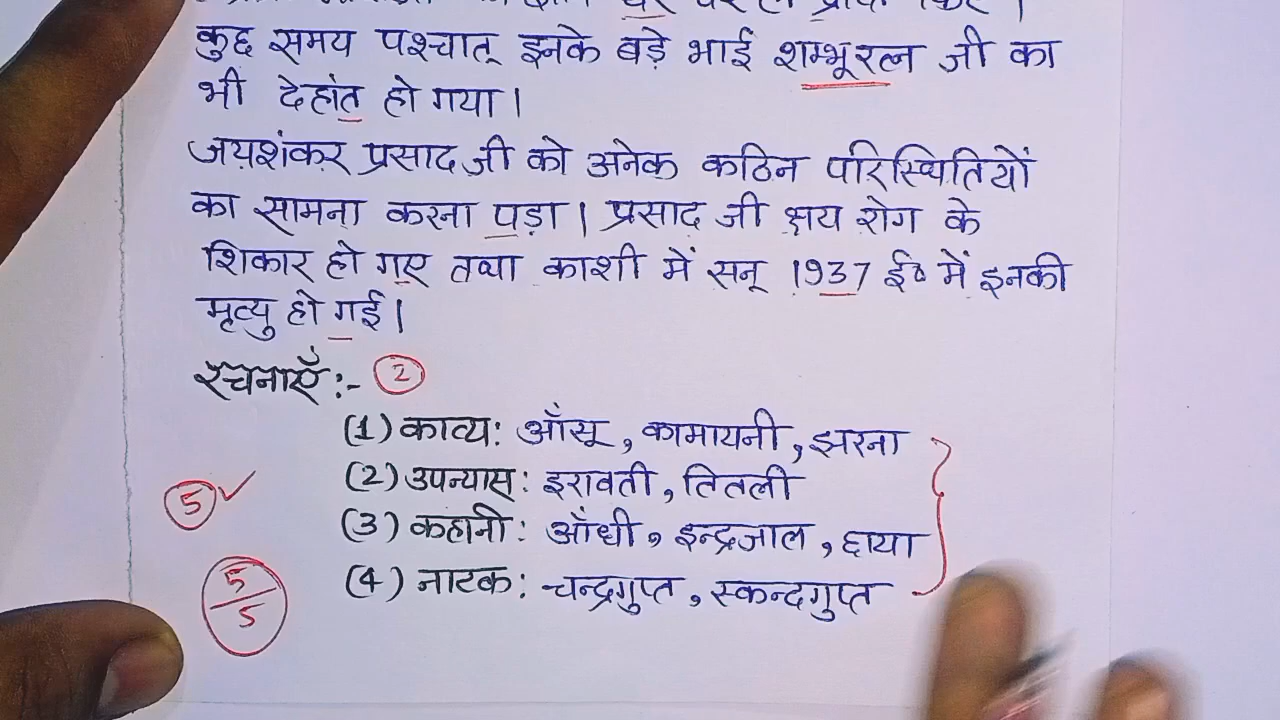 कुछ समय पश्चात् इनके बड़े भाई शम्भूरत्न जी का
भी देहांत हो गया।
जयशंकर प्रसाद जी को अनेक कठिन परिस्थितियों
का सामना करना पड़ा। प्रसाद जी क्षय रोग के
शिकार हो गए तथा काशी में सन् 1937 ई० में इनकी
मृत्यु हो गई।
रचनाएँ:- 2
(1) काव्य: आँसू, कामायनी, झरना
(2) उपन्यास: इरावती, तितली
5 ✓
(3) कहानी: आँधी, इन्द्रजाल, छाया
(4) नाटक: चन्द्रगुप्त, स्कन्दगुप्त
5/5